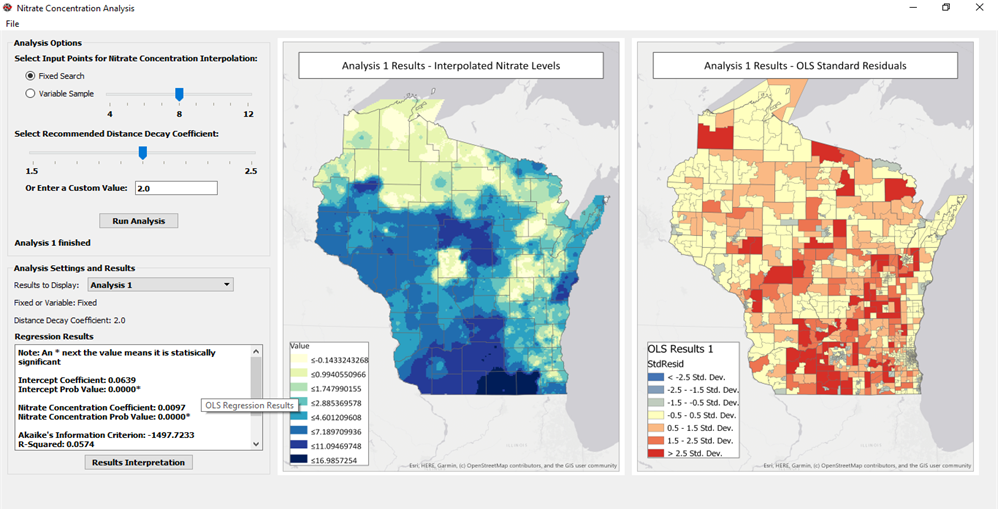 Nitrate Concentration Analysis
File
Analysis Options
Select Input Points for Nitrate Concentration Interpolation:
Fixed Search
Variable Sample
4 8 12
Select Recommended Distance Decay Coefficient:
1.5 2.5
Or Enter a Custom Value: 2.0
Run Analysis
Analysis 1 finished
Analysis Settings and Results
Results to Display: Analysis 1
Fixed or Variable: Fixed
Distance Decay Coefficient: 2.0
Regression Results
Note: An * next the value means it is statisically
significant
Intercept Coefficient: 0.0639
Intercept Prob Value: 0.0000*
Nitrate Concentration Coefficient: 0.0097
Nitrate Concentration Prob Value: 0.0000*
Akaike's Information Criterion: -1497.7233
R-Squared: 0.0574
OLS Regression Results
Results Interpretation
Analysis 1 Results - Interpolated Nitrate Levels
Value
≤-0.1433243268
≤0.9940550966
≤1.747990155
≤2.885369578
≤4.601209608
≤7.189709936
≤11.09469748
≤16.9857254
Esri, HERE, Garmin, (c) OpenStreetMap contributors, and the GIS user community
Analysis 1 Results - OLS Standard Residuals
OLS Results 1
StdResid
< -2.5 Std. Dev.
-2.5 - -1.5 Std. Dev.
-1.5 - -0.5 Std. Dev.
-0.5 - 0.5 Std. Dev.
0.5 - 1.5 Std. Dev.
1.5 - 2.5 Std. Dev.
> 2.5 Std. Dev.
Esri, HERE, Garmin, (c) OpenStreetMap contributors, and the GIS user community